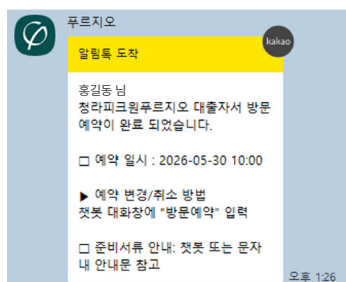 푸르지오
kakao
알림톡 도착
홍길동 님
청라피크원푸르지오 대출자서 방문
예약이 완료 되었습니다.
□ 예약 일시 : 2026-05-30 10:00
▶ 예약 변경/취소 방법
챗봇 대화창에 "방문예약" 입력
□ 준비서류 안내: 챗봇 또는 문자
내 안내문 참고
오후 1:26